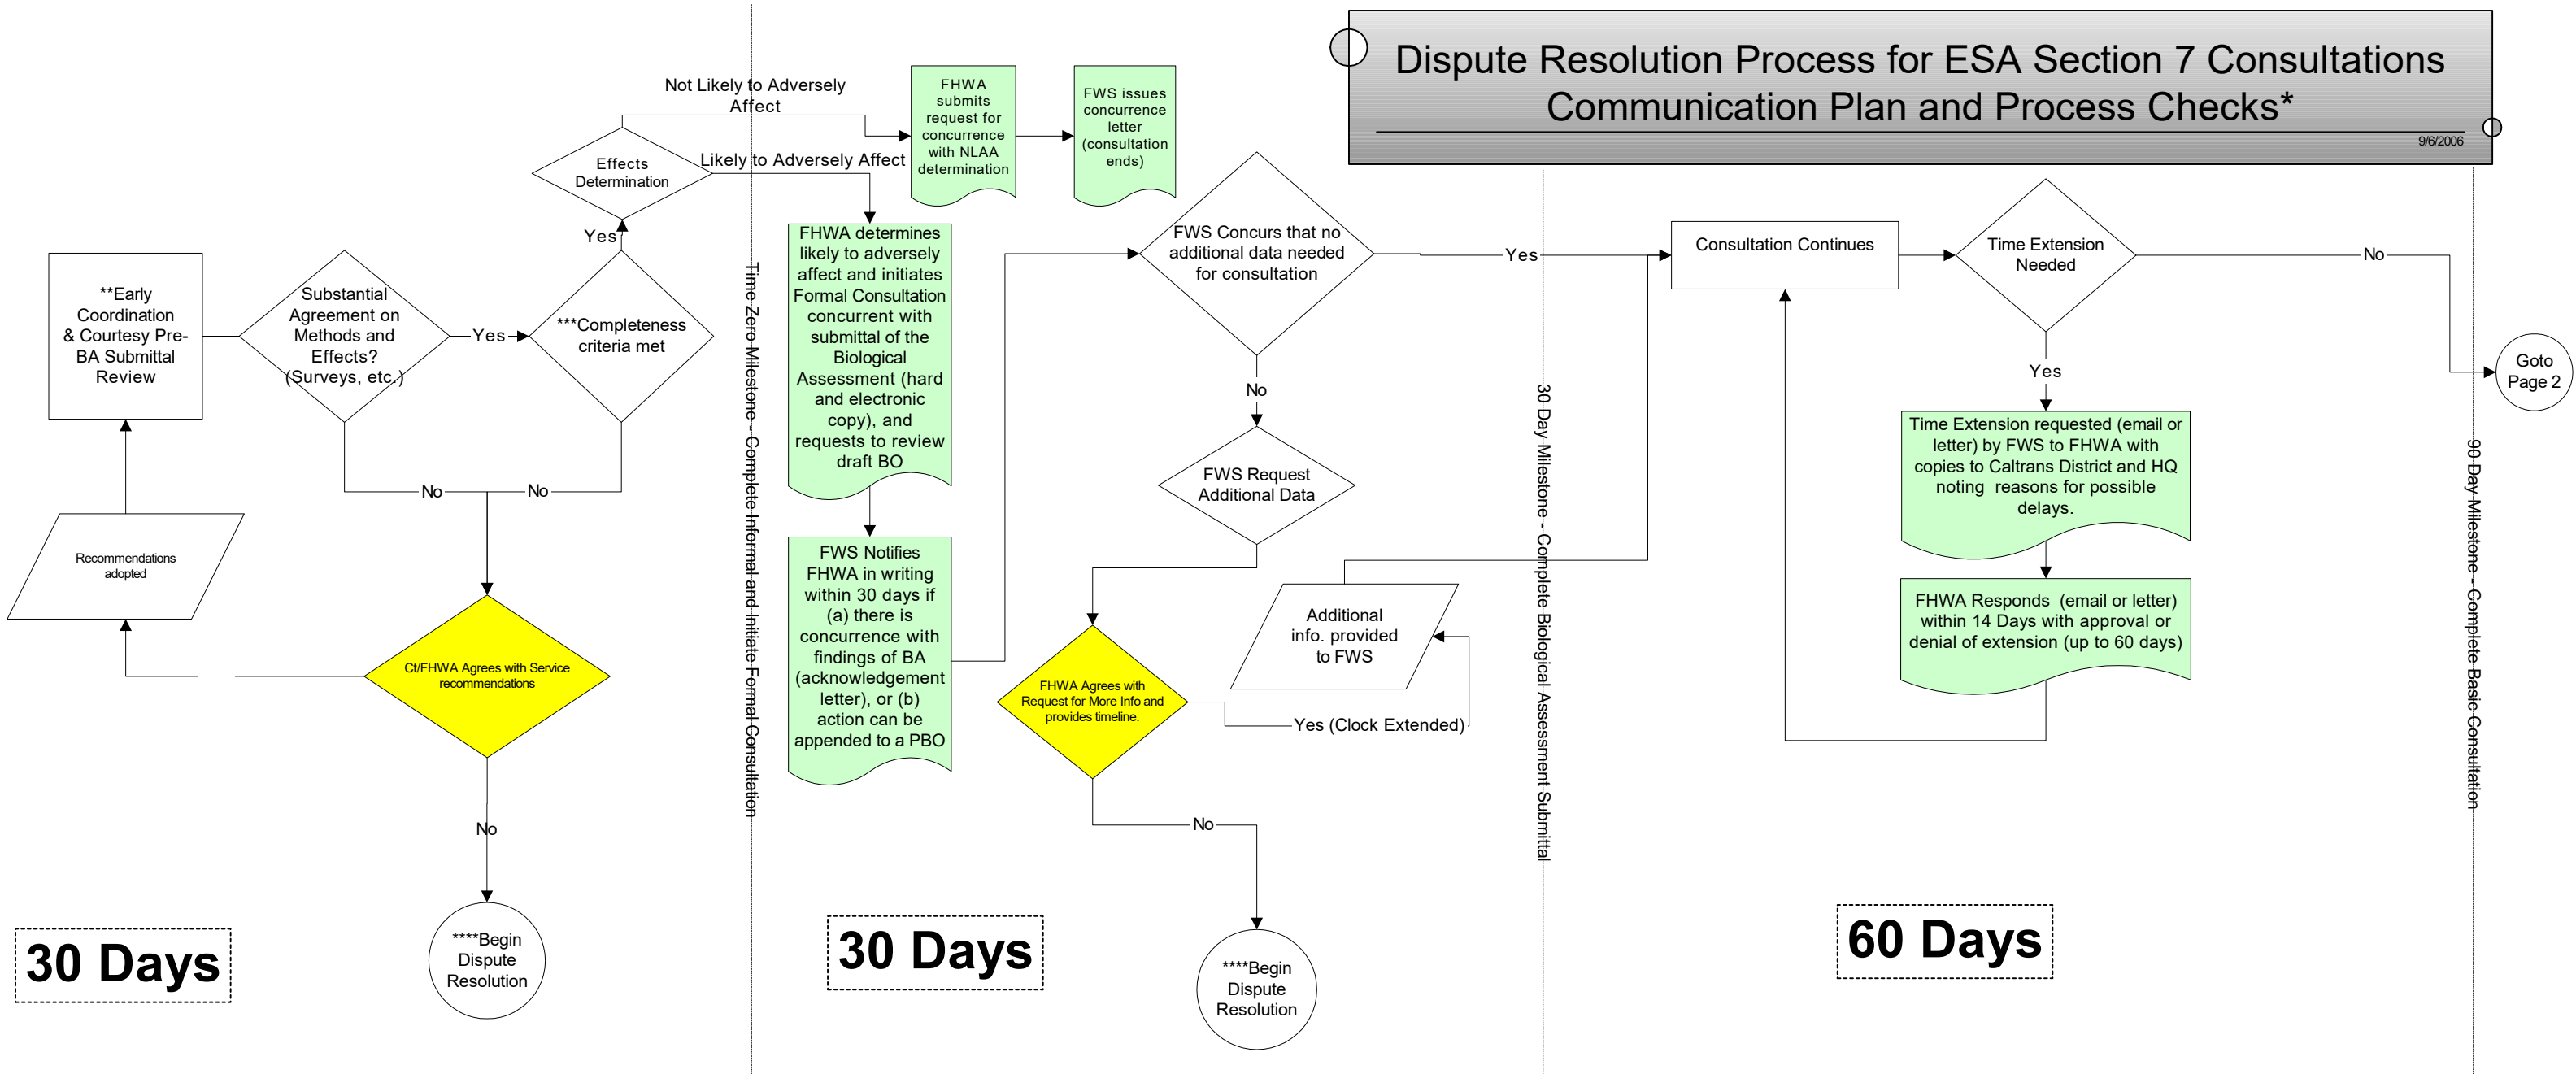 Dispute Resolution Process for ESA Section 7 Consultations
Communication Plan and Process Checks*
9/6/2006
**Early
Coordination
& Courtesy Pre-
BA Submittal
Review
Substantial
Agreement on
Methods and
Effects?
(Surveys, etc.)
Yes
***Completeness
criteria met
Yes
Effects
Determination
Not Likely to Adversely
Affect
Likely to Adversely Affect
No
No
Recommendations
adopted
Ct/FHWA Agrees with Service
recommendations
No
****Begin
Dispute
Resolution
30 Days
Time Zero Milestone - Complete Informal and Initiate Formal Consultation
FHWA
submits
request for
concurrence
with NLAA
determination
FWS issues
concurrence
letter
(consultation
ends)
FHWA determines
likely to adversely
affect and initiates
Formal Consultation
concurrent with
submittal of the
Biological
Assessment (hard
and electronic
copy), and
requests to review
draft BO
FWS Notifies
FHWA in writing
within 30 days if
(a) there is
concurrence with
findings of BA
(acknowledgement
letter), or (b)
action can be
appended to a PBO
FWS Concurs that no
additional data needed
for consultation
Yes
No
FWS Request
Additional Data
Additional
info. provided
to FWS
FHWA Agrees with
Request for More Info and
provides timeline.
Yes (Clock Extended)
No
****Begin
Dispute
Resolution
30 Days
30 Day Milestone - Complete Biological Assessment Submittal
Consultation Continues
Time Extension
Needed
No
Yes
Goto
Page 2
Time Extension requested (email or
letter) by FWS to FHWA with
copies to Caltrans District and HQ
noting reasons for possible
delays.
FHWA Responds (email or letter)
within 14 Days with approval or
denial of extension (up to 60 days)
60 Days
90 Day Milestone - Complete Basic Consultation